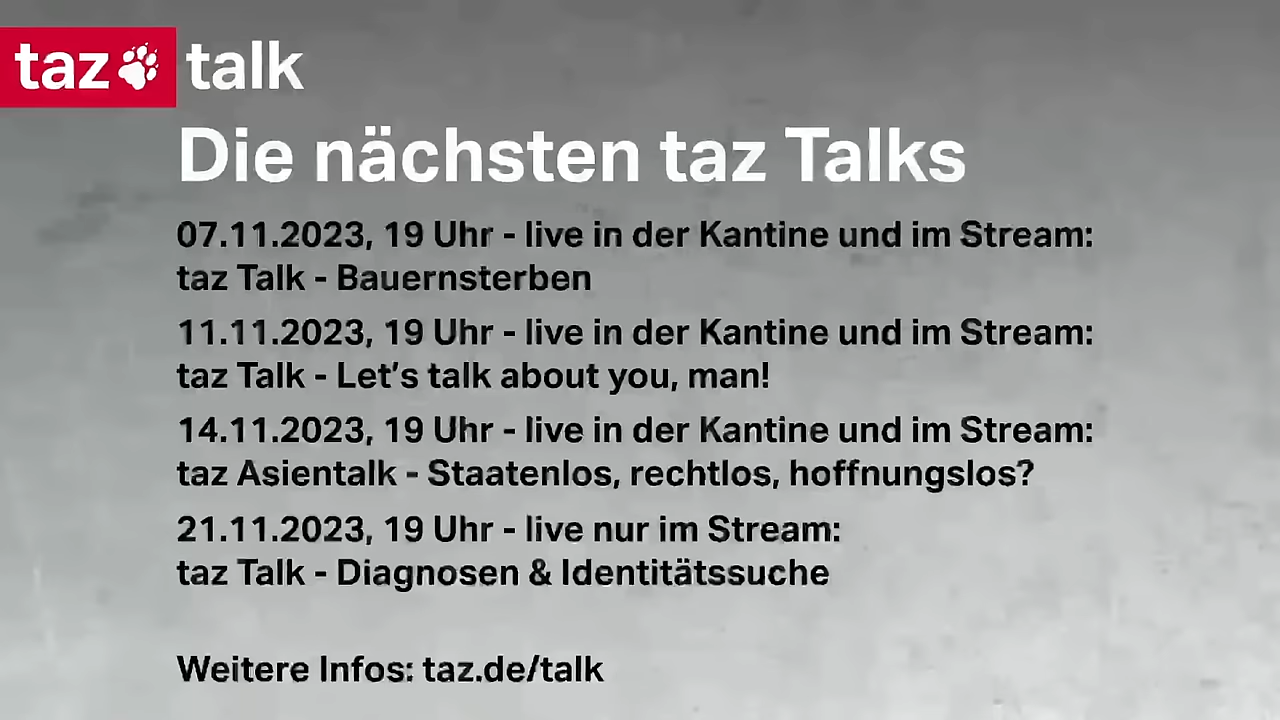 taz talk
Die nächsten taz Talks
07.11.2023, 19 Uhr - live in der Kantine und im Stream:
taz Talk - Bauernsterben
11.11.2023, 19 Uhr - live in der Kantine und im Stream:
taz Talk - Let's talk about you, man!
14.11.2023, 19 Uhr - live in der Kantine und im Stream:
taz Asientalk - Staatenlos, rechtlos, hoffnungslos?
21.11.2023, 19 Uhr - live nur im Stream:
taz Talk - Diagnosen & Identitätssuche
Weitere Infos: taz.de/talk